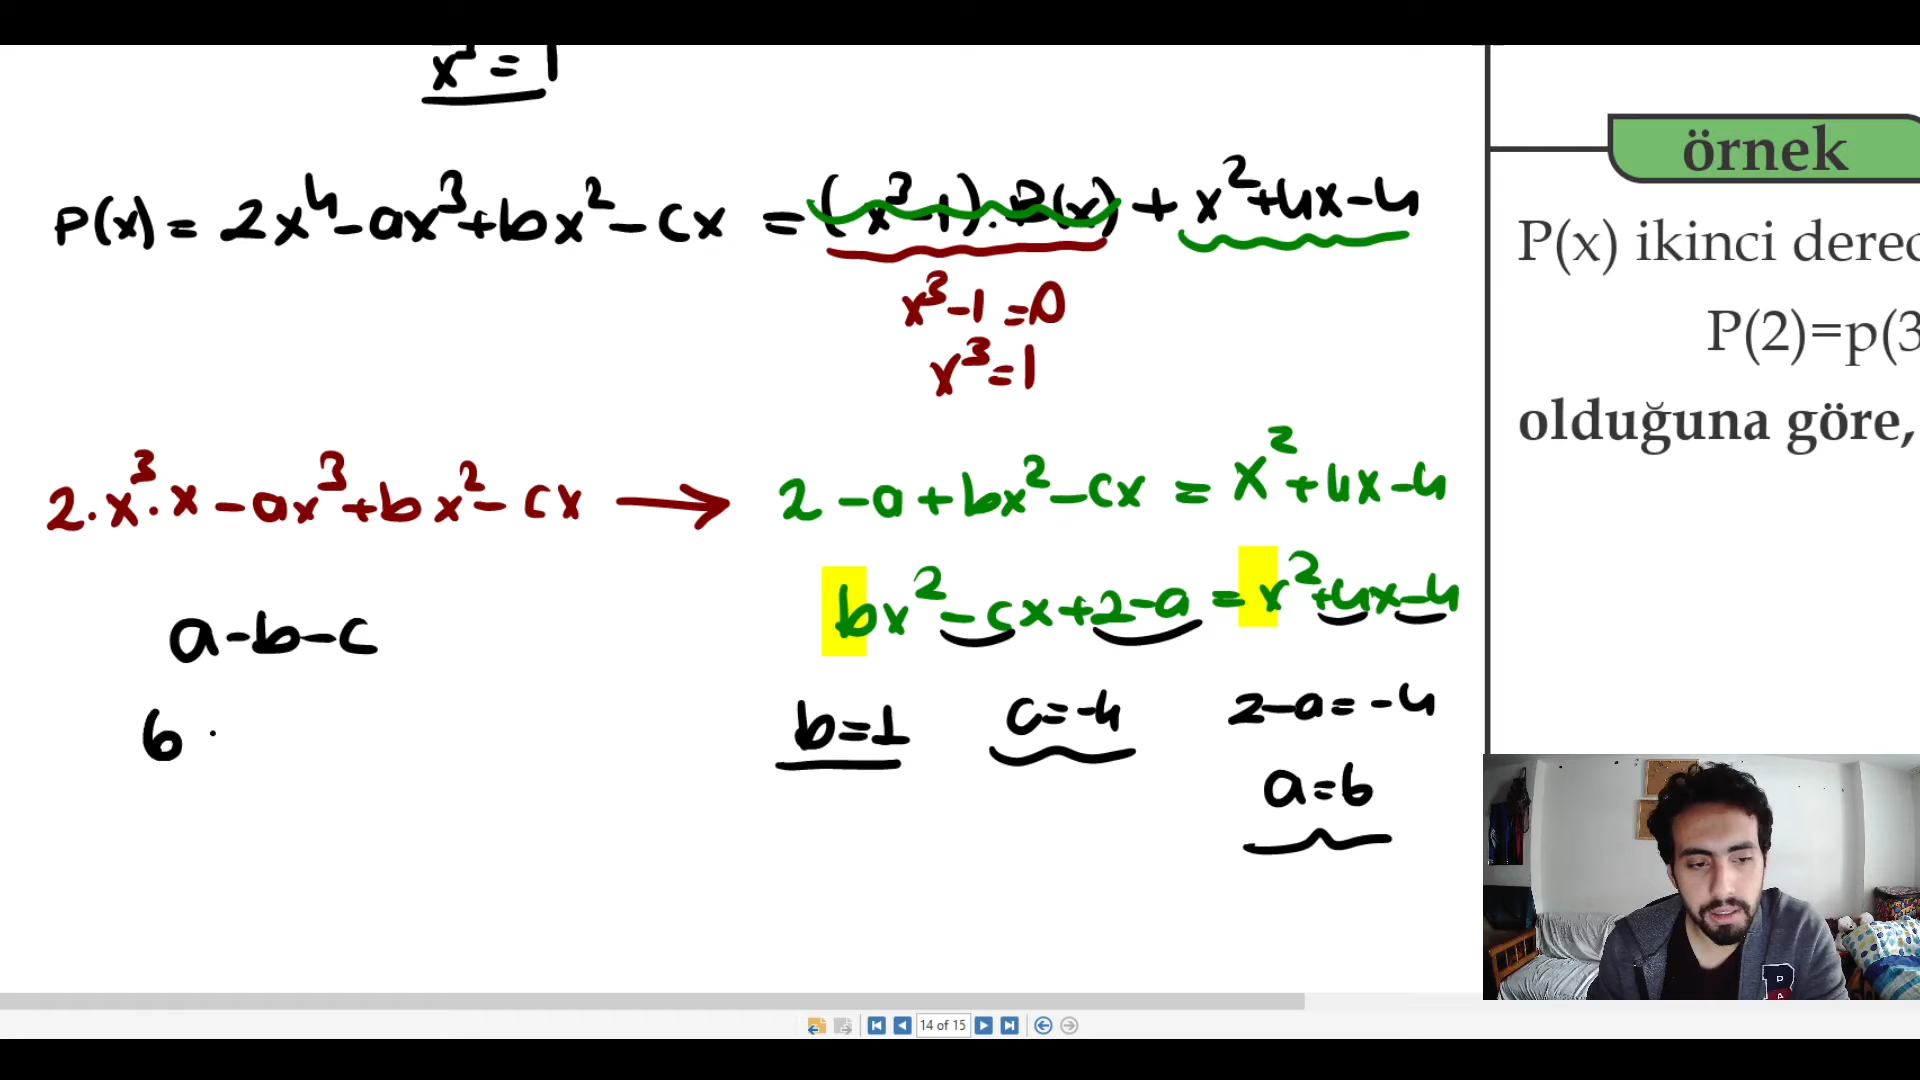 x³ = 1
P(x) = 2x⁴ - ax³ + bx² - cx = (x³-1).B(x) + x²+4x-4
x³-1=0
x³=1
2.x³.x - ax³ + bx² - cx → 2-a+bx²-cx = x²+4x-4
bx²-cx+2-a = x²+4x-4
a-b-c
b=1 c=-4 2-a=-4
6 .
a=6
örnek
P(x) ikinci derec
P(2)=p(3
olduğuna göre,
14 of 15